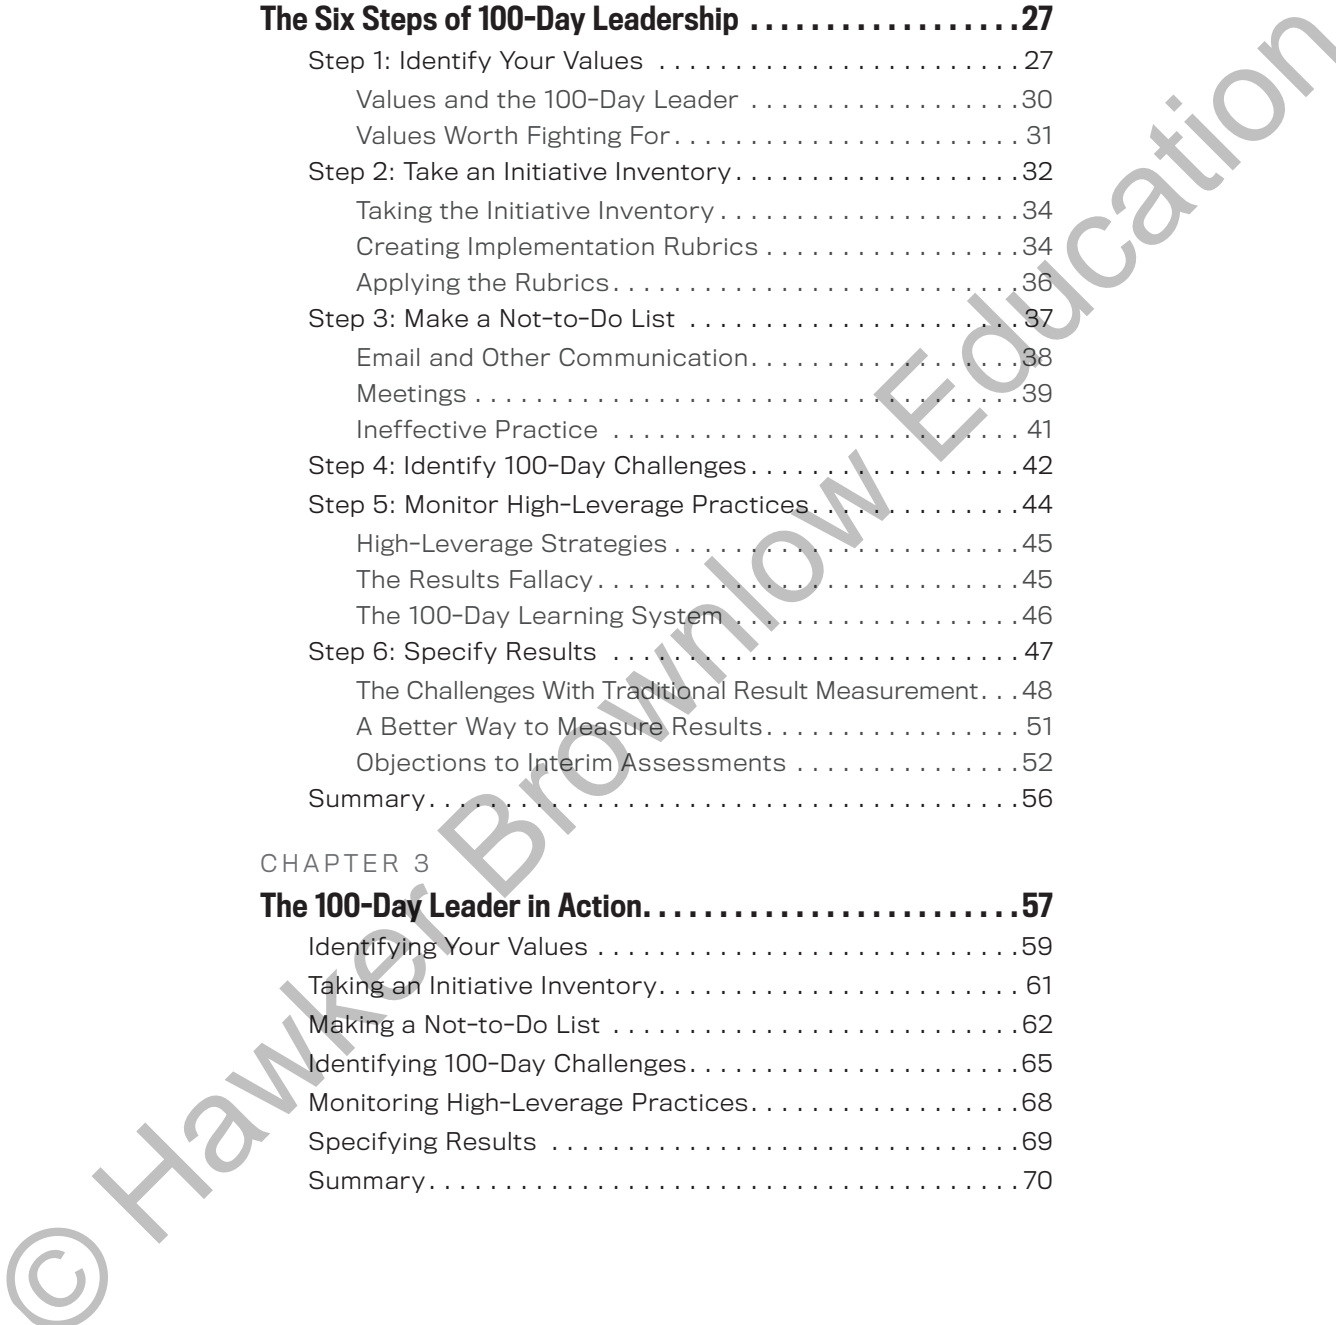 The Six Steps of 100-Day Leadership . . . . . . . . . . . . . . . . . . 27
Step 1: Identify Your Values . . . . . . . . . . . . . . . . . . . . . . . . 27
Values and the 100-Day Leader . . . . . . . . . . . . . . . . . . 30
Values Worth Fighting For . . . . . . . . . . . . . . . . . . . . . . . 31
Step 2: Take an Initiative Inventory . . . . . . . . . . . . . . . . . . . 32
Taking the Initiative Inventory . . . . . . . . . . . . . . . . . . . . 34
Creating Implementation Rubrics . . . . . . . . . . . . . . . . . 34
Applying the Rubrics . . . . . . . . . . . . . . . . . . . . . . . . . . . 36
Step 3: Make a Not-to-Do List . . . . . . . . . . . . . . . . . . . . . . 37
Email and Other Communication . . . . . . . . . . . . . . . . . . 38
Meetings . . . . . . . . . . . . . . . . . . . . . . . . . . . . . . . . . . . . 39
Ineffective Practice . . . . . . . . . . . . . . . . . . . . . . . . . . . 41
Step 4: Identify 100-Day Challenges . . . . . . . . . . . . . . . . . . 42
Step 5: Monitor High-Leverage Practices . . . . . . . . . . . . . . 44
High-Leverage Strategies . . . . . . . . . . . . . . . . . . . . . . . 45
The Results Fallacy . . . . . . . . . . . . . . . . . . . . . . . . . . . . 45
The 100-Day Learning System . . . . . . . . . . . . . . . . . . . 46
Step 6: Specify Results . . . . . . . . . . . . . . . . . . . . . . . . . . . 47
The Challenges With Traditional Result Measurement . . . 48
A Better Way to Measure Results . . . . . . . . . . . . . . . . . 51
Objections to Interim Assessments . . . . . . . . . . . . . . . 52
Summary . . . . . . . . . . . . . . . . . . . . . . . . . . . . . . . . . . . . . . . 56
CHAPTER 3
The 100-Day Leader in Action . . . . . . . . . . . . . . . . . . . . . . . . . 57
Identifying Your Values . . . . . . . . . . . . . . . . . . . . . . . . . . . . 59
Taking an Initiative Inventory . . . . . . . . . . . . . . . . . . . . . . . . 61
Making a Not-to-Do List . . . . . . . . . . . . . . . . . . . . . . . . . . . 62
Identifying 100-Day Challenges . . . . . . . . . . . . . . . . . . . . . . 65
Monitoring High-Leverage Practices . . . . . . . . . . . . . . . . . . 68
Specifying Results . . . . . . . . . . . . . . . . . . . . . . . . . . . . . . . 69
Summary . . . . . . . . . . . . . . . . . . . . . . . . . . . . . . . . . . . . . . . 70
© Hawker Brownlow Education